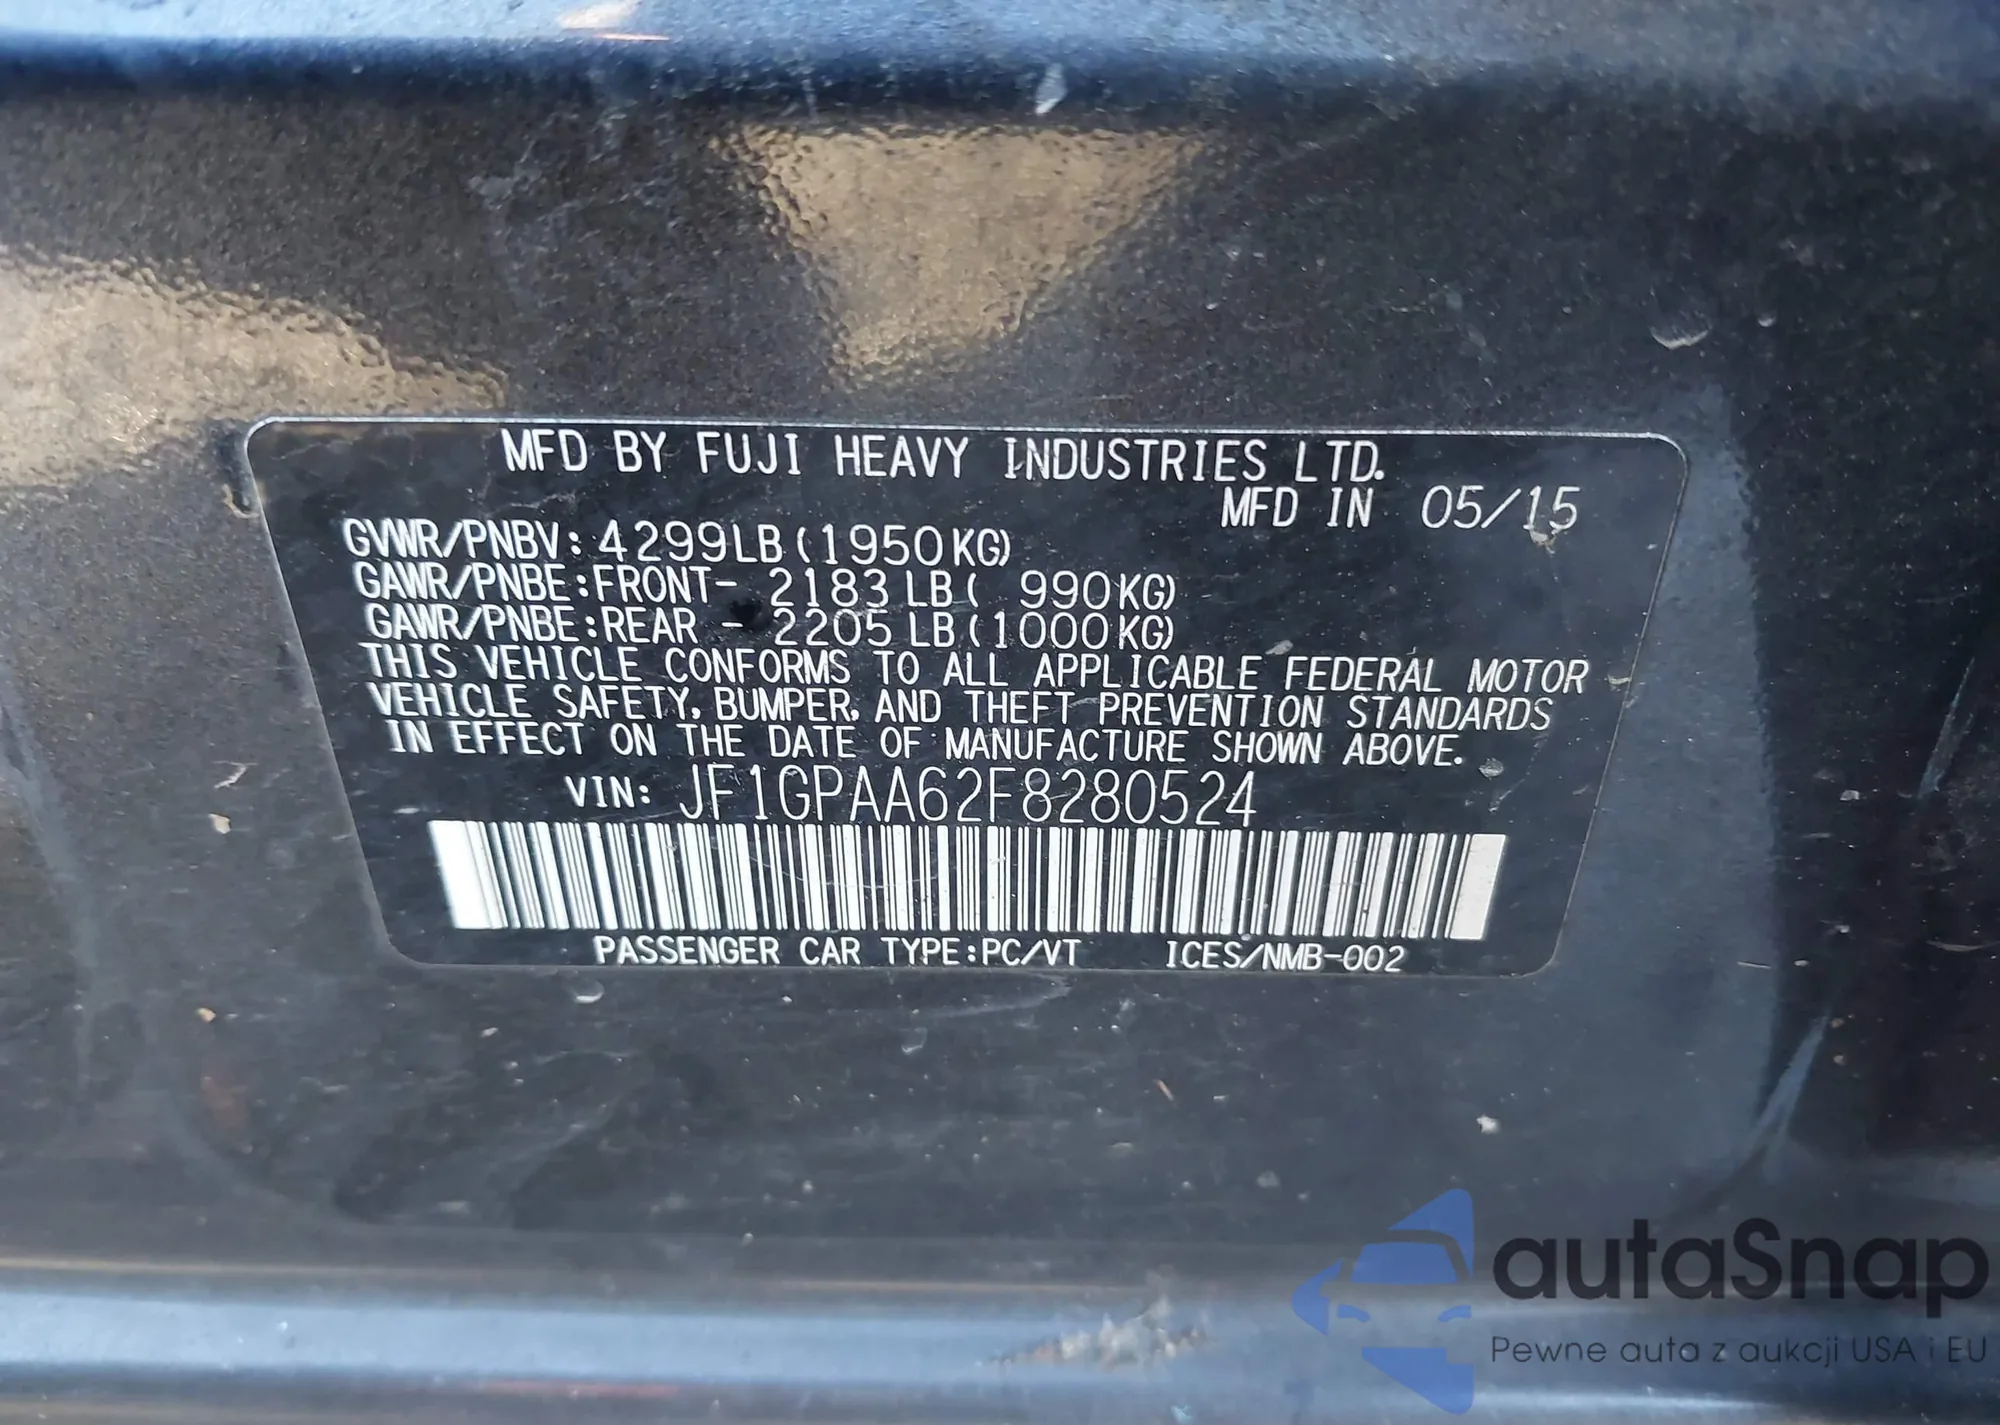 MFD BY FUJI HEAVY INDUSTRIES LTD.
MFD IN 05/15
GVWR/PNBV: 4299LB (1950KG)
GAWR/PNBE:FRONT- 2183 LB ( 990KG)
GAWR/PNBE:REAR - 2205 LB (1000KG)
THIS VEHICLE CONFORMS TO ALL APPLICABLE FEDERAL MOTOR
VEHICLE SAFETY, BUMPER, AND THEFT PREVENTION STANDARDS
IN EFFECT ON THE DATE OF MANUFACTURE SHOWN ABOVE.
VIN: JF1GPAA62F8280524
PASSENGER CAR TYPE:PC/VT ICES/NMB-002
autaSnap
Pewne auta z aukcji USA i EU